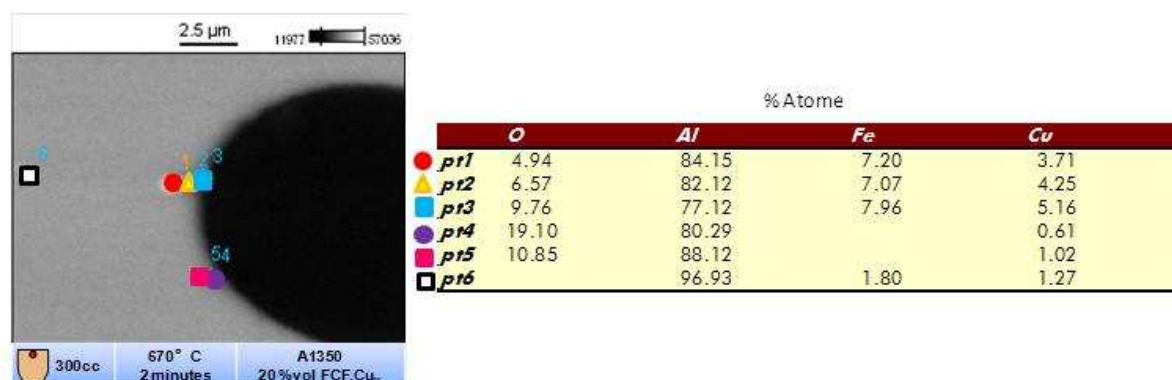 2.5 µm
11977 57036
6
1 2 3
5 4
300cc
670° C
2minutes
A1350
20%vol FCF.Cu
% Atome
O Al Fe Cu
pt1 4.94 84.15 7.20 3.71
pt2 6.57 82.12 7.07 4.25
pt3 9.76 77.12 7.96 5.16
pt4 19.10 80.29 0.61
pt5 10.85 88.12 1.02
pt6 96.93 1.80 1.27